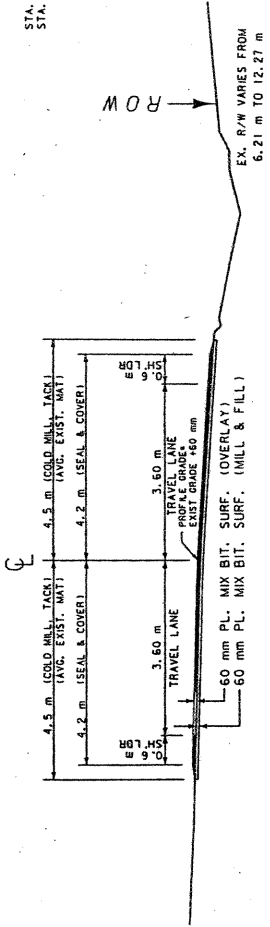 STA.
STA.
ROW
EX. R/W VARIES FROM
6.21 m TO 12.27 m
℄
4.5 m (COLD MILL, TACK)
(AVG. EXIST. MAT)
4.5 m (COLD MILL, TACK)
(AVG. EXIST. MAT)
4.2 m (SEAL & COVER)
4.2 m (SEAL & COVER)
0.6 m
SH'LDR
3.60 m
TRAVEL LANE
3.60 m
TRAVEL LANE
0.6 m
SH'LDR
PROFILE GRADE=
EXIST GRADE +60 mm
60 mm PL. MIX BIT. SURF. (OVERLAY)
60 mm PL. MIX BIT. SURF. (MILL & FILL)